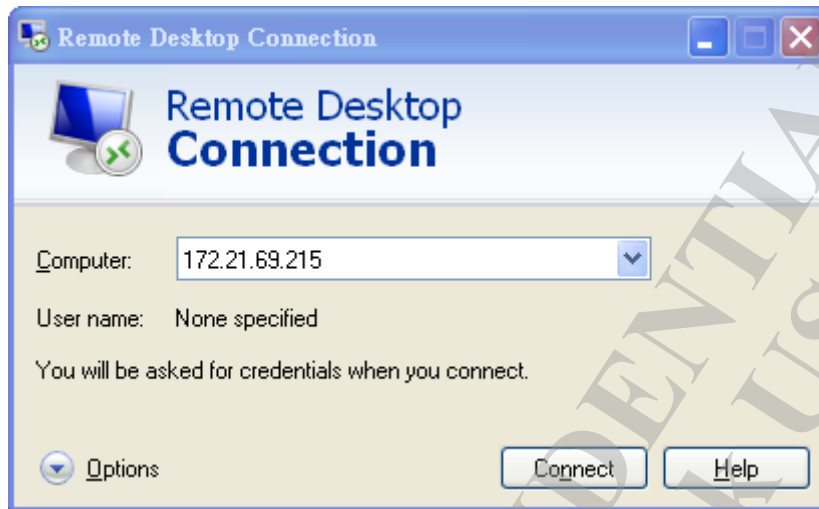 Remote Desktop Connection
Remote Desktop
Connection
Computer: 172.21.69.215
User name: None specified
You will be asked for credentials when you connect.
Options Connect Help